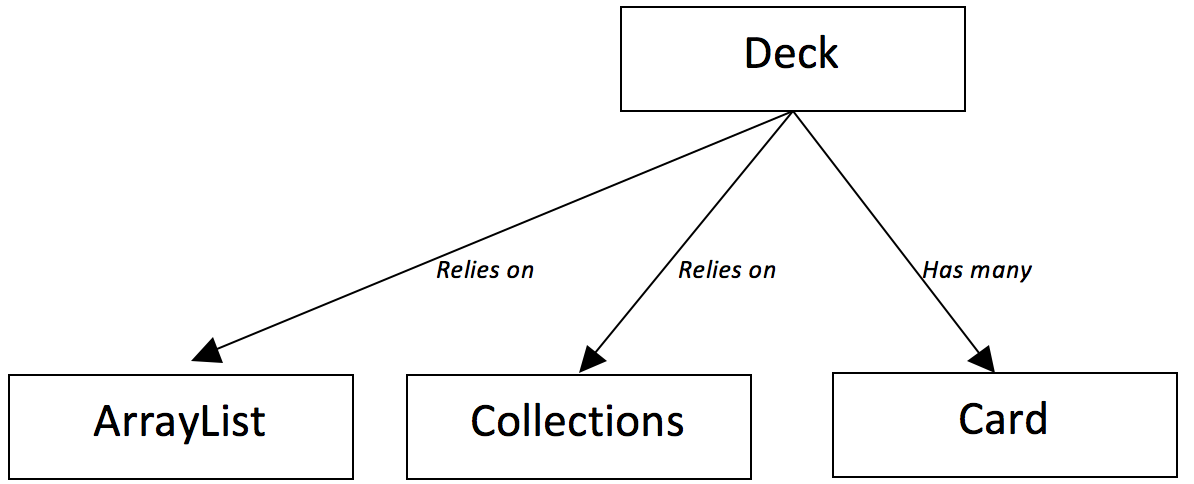 Deck
Relies on
Relies on
Has many
ArrayList
Collections
Card